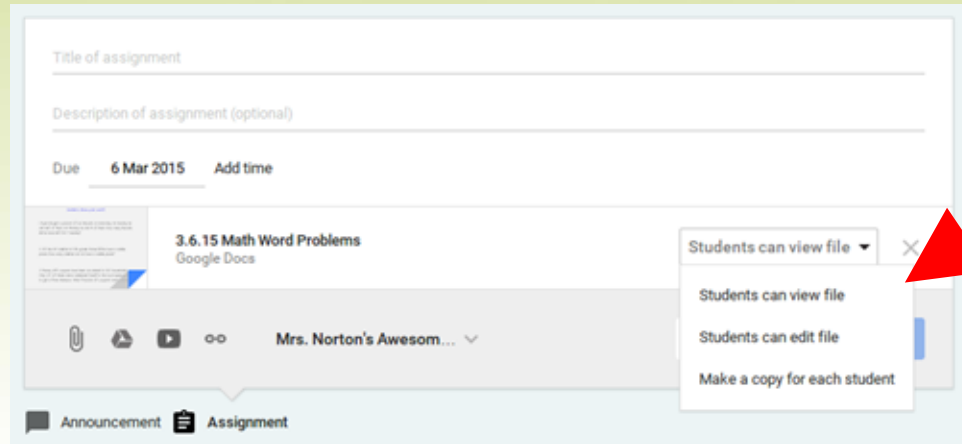 Title of assignment
Description of assignment (optional)
Due 6 Mar 2015 Add time
3.6.15 Math Word Problems
Google Docs
Students can view file
Students can view file
Students can edit file
Make a copy for each student
Mrs. Norton's Awesom...
Announcement Assignment